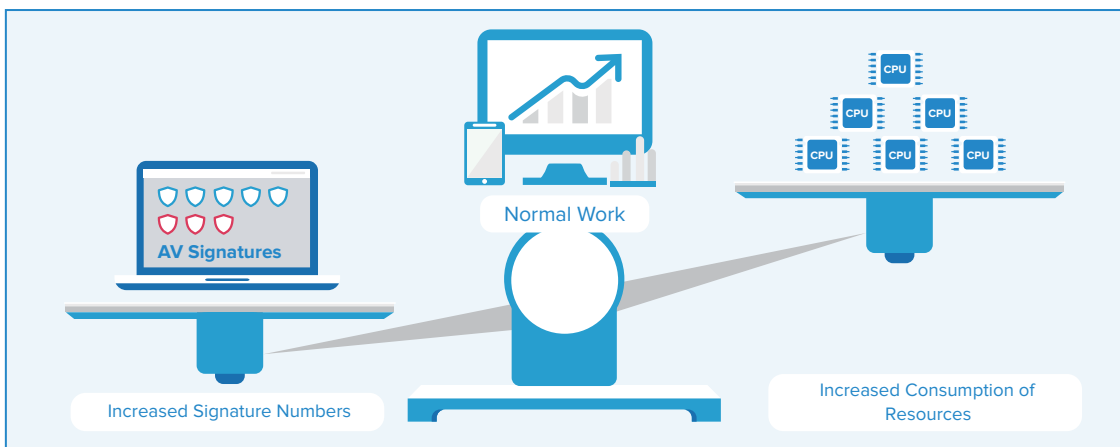 CPU
CPU CPU
CPU CPU CPU
Normal Work
AV Signatures
Increased Signature Numbers
Increased Consumption of
Resources